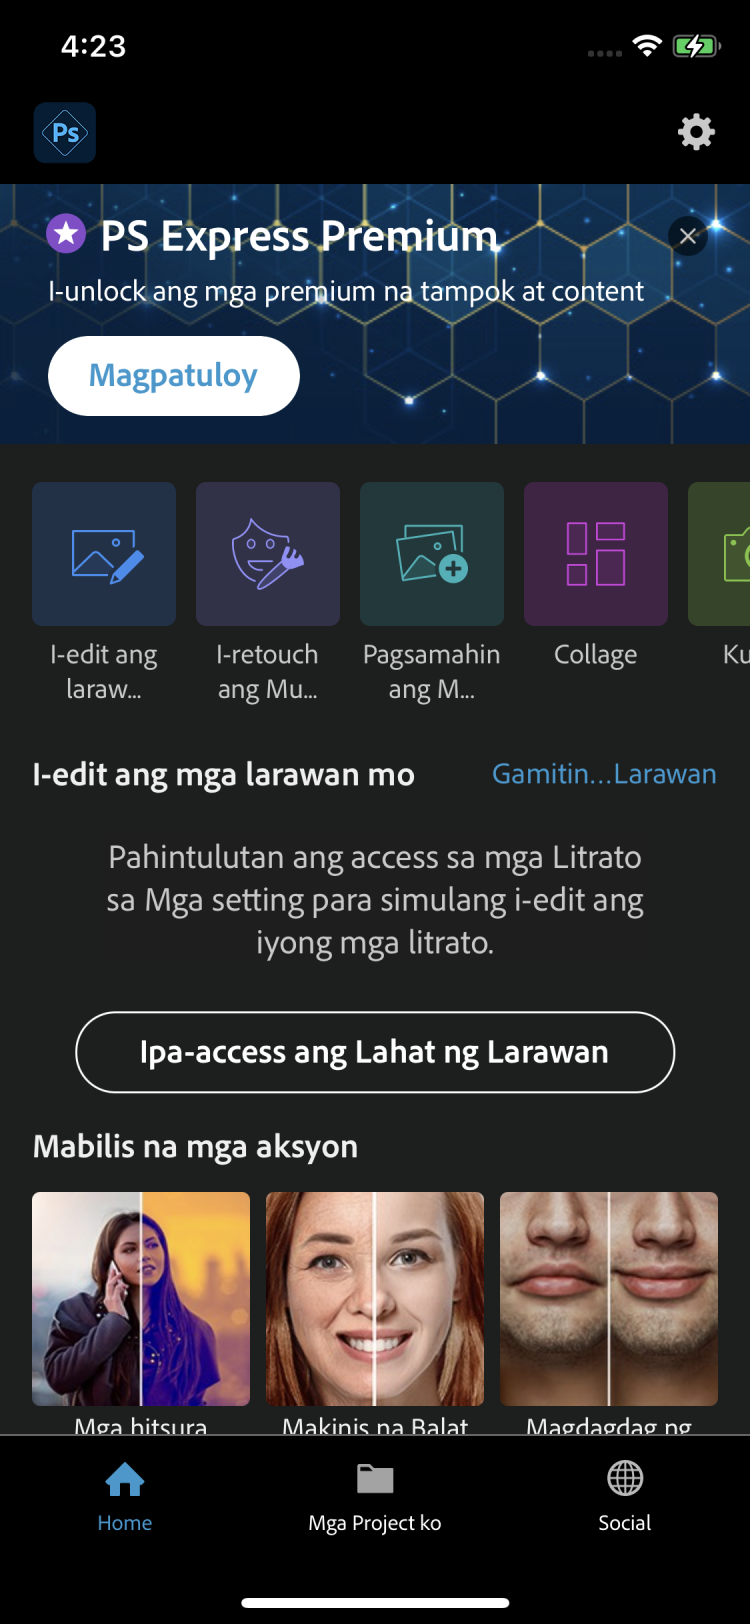 4:23
Ps
PS Express Premium
I-unlock ang mga premium na tampok at content
Magpatuloy
I-edit ang
laraw...
I-retouch
ang Mu...
Pagsamahin
ang M...
Collage
Ku
I-edit ang mga larawan mo
Gamitin...Larawan
Pahintulutan ang access sa mga Litrato
sa Mga setting para simulang i-edit ang
iyong mga litrato.
Ipa-access ang Lahat ng Larawan
Mabilis na mga aksyon
Mga hitsura
Makinis na Balat
Magdagdag ng
Home
Mga Project ko
Social